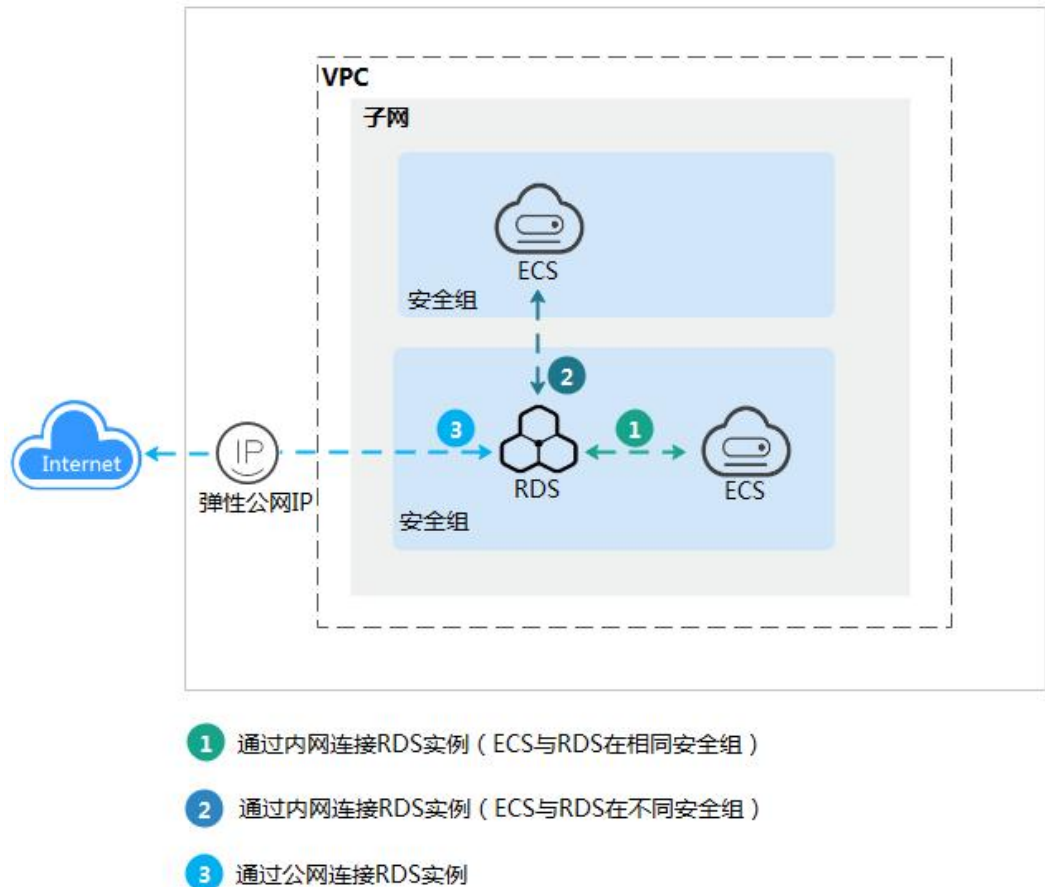 VPC
子网
ECS
安全组
2
3
1
Internet
IP
RDS
ECS
弹性公网IP
安全组
1 通过内网连接RDS实例（ECS与RDS在相同安全组）
2 通过内网连接RDS实例（ECS与RDS在不同安全组）
3 通过公网连接RDS实例